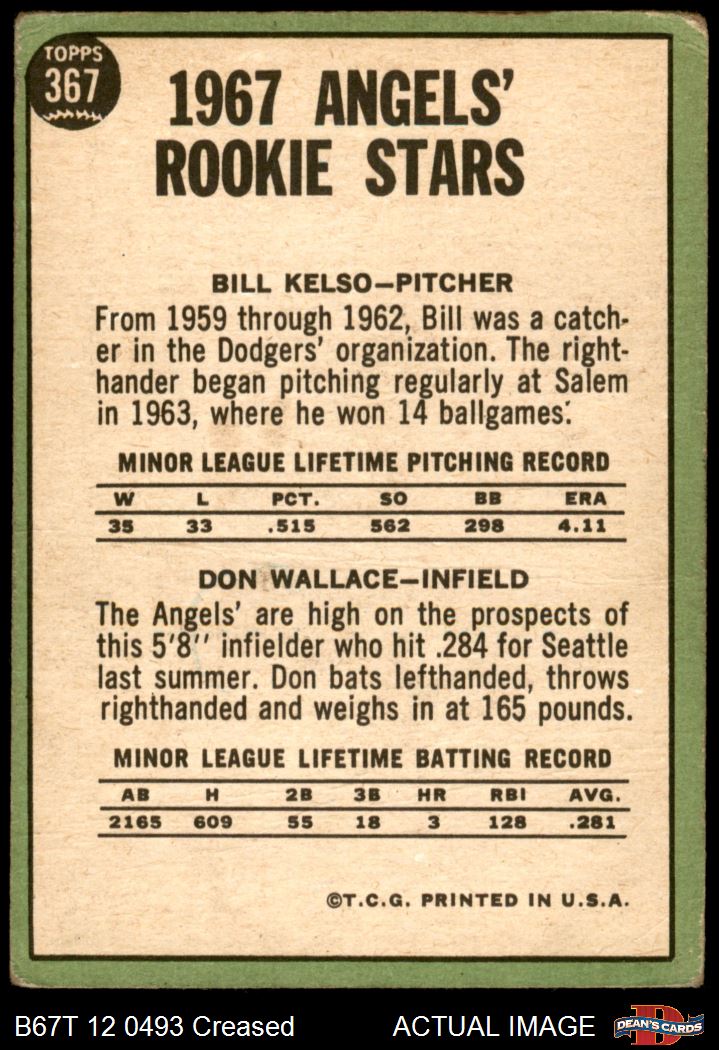 TOPPS
367
1967 ANGELS'
ROOKIE STARS
BILL KELSO—PITCHER
From 1959 through 1962, Bill was a catch-
er in the Dodgers' organization. The right-
hander began pitching regularly at Salem
in 1963, where he won 14 ballgames.
MINOR LEAGUE LIFETIME PITCHING RECORD
W L PCT. SO BB ERA
35 33 .515 562 298 4.11
DON WALLACE—INFIELD
The Angels' are high on the prospects of
this 5'8'' infielder who hit .284 for Seattle
last summer. Don bats lefthanded, throws
righthanded and weighs in at 165 pounds.
MINOR LEAGUE LIFETIME BATTING RECORD
AB H 2B 3B HR RBI AVG.
2165 609 55 18 3 128 .281
©T.C.G. PRINTED IN U.S.A.
B67T 12 0493 Creased ACTUAL IMAGE D DEAN'S CARDS